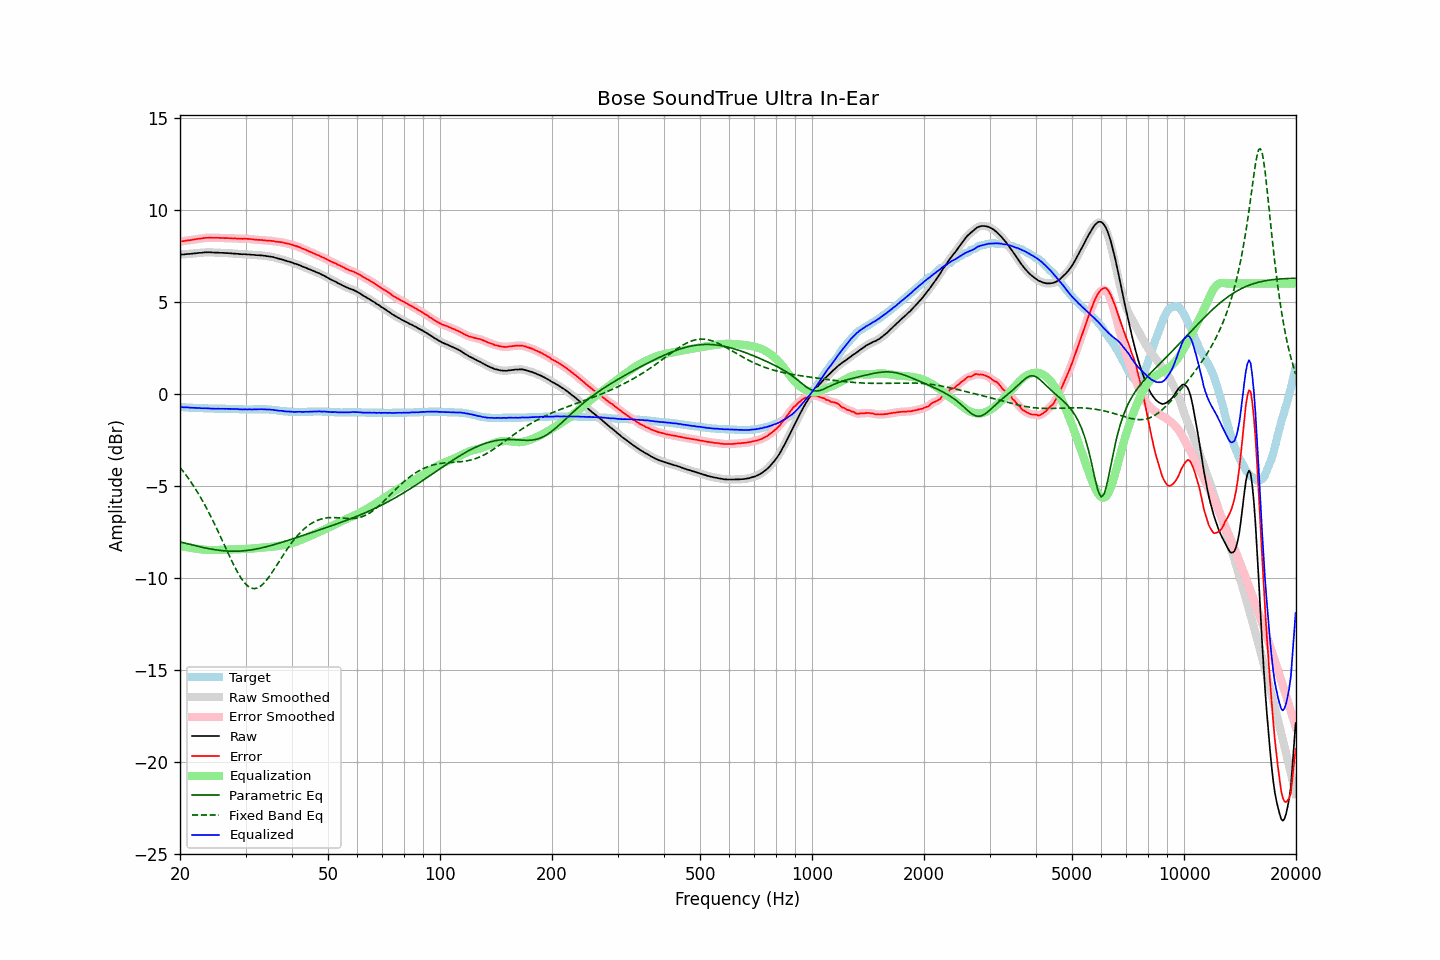 Bose SoundTrue Ultra In-Ear
Amplitude (dBr)
15
10
5
0
−5
−10
−15
−20
−25
Target
Raw Smoothed
Error Smoothed
Raw
Error
Equalization
Parametric Eq
Fixed Band Eq
Equalized
20
50
100
200
500
1000
2000
5000
10000
20000
Frequency (Hz)